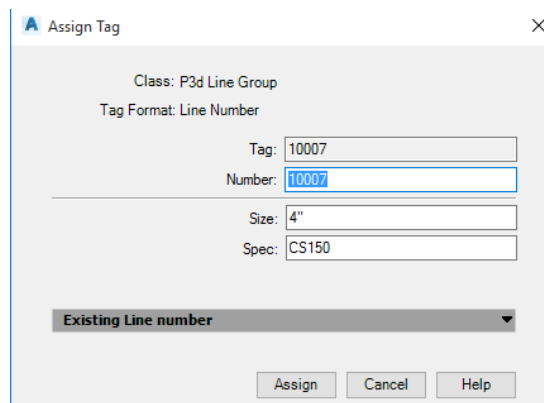 Assign Tag
Class: P3d Line Group
Tag Format: Line Number
Tag: 10007
Number: 10007
Size: 4"
Spec: CS150
Existing Line number
Assign Cancel Help